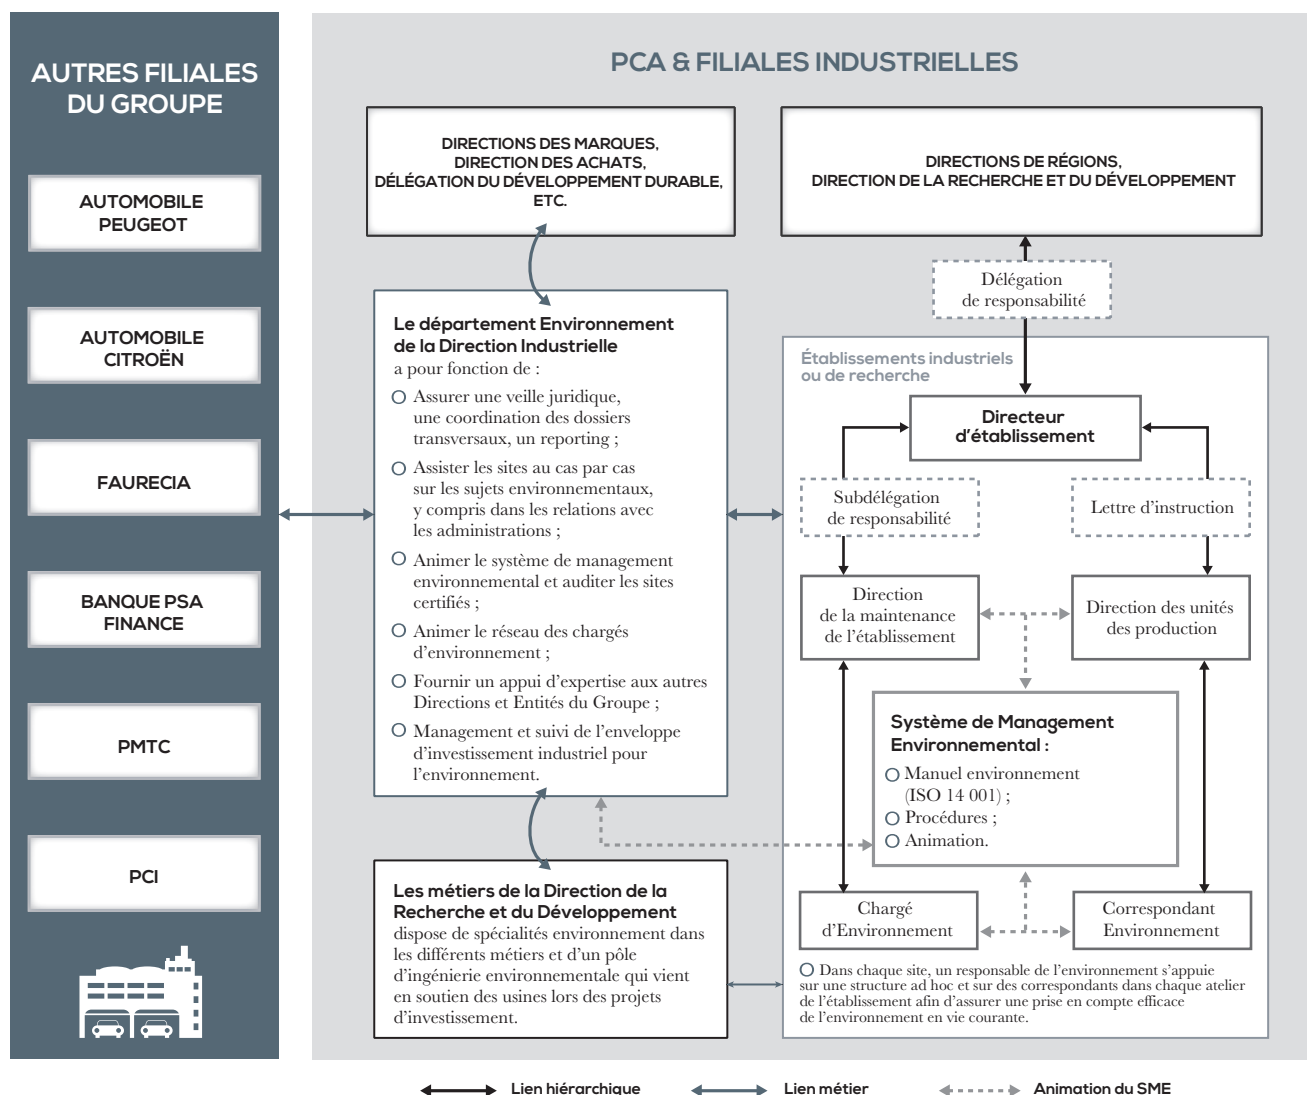 AUTRES FILIALES
DU GROUPE
AUTOMOBILE
PEUGEOT
AUTOMOBILE
CITROËN
FAURECIA
BANQUE PSA
FINANCE
PMTC
PCI
PCA & FILIALES INDUSTRIELLES
DIRECTIONS DES MARQUES,
DIRECTION DES ACHATS,
DÉLÉGATION DU DÉVELOPPEMENT DURABLE,
ETC.
DIRECTIONS DE RÉGIONS,
DIRECTION DE LA RECHERCHE ET DU DÉVELOPPEMENT
Délégation
de responsabilité
Le département Environnement
de la Direction Industrielle
a pour fonction de :
Assurer une veille juridique,
une coordination des dossiers
transversaux, un reporting ;
Assister les sites au cas par cas
sur les sujets environnementaux,
y compris dans les relations avec
les administrations ;
Animer le système de management
environnemental et auditer les sites
certifiés ;
Animer le réseau des chargés
d'environnement ;
Fournir un appui d'expertise aux autres
Directions et Entités du Groupe ;
Management et suivi de l'enveloppe
d'investissement industriel pour
l'environnement.
Les métiers de la Direction de la
Recherche et du Développement
dispose de spécialités environnement dans
les différents métiers et d'un pôle
d'ingénierie environnementale qui vient
en soutien des usines lors des projets
d'investissement.
Établissements industriels
ou de recherche
Directeur
d'établissement
Subdélégation
de responsabilité
Lettre d'instruction
Direction
de la maintenance
de l'établissement
Direction des unités
des production
Système de Management
Environnemental :
Manuel environnement
(ISO 14 001) ;
Procédures ;
Animation.
Chargé
d'Environnement
Correspondant
Environnement
Dans chaque site, un responsable de l'environnement s'appuie
sur une structure ad hoc et sur des correspondants dans chaque atelier
de l'établissement afin d'assurer une prise en compte efficace
de l'environnement en vie courante.
Lien hiérarchique
Lien métier
Animation du SME